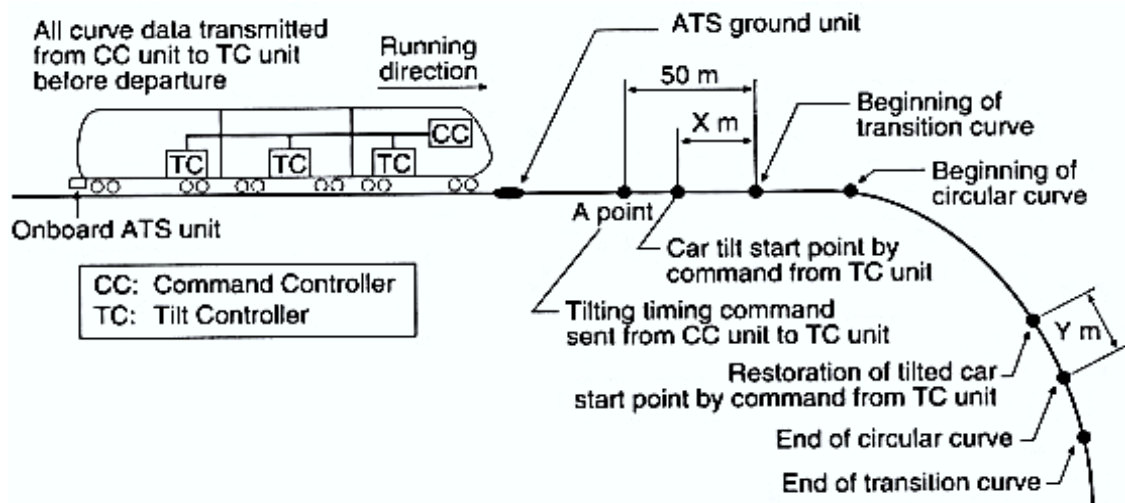 All curve data transmitted
from CC unit to TC unit
before departure
Running
direction
ATS ground unit
50 m
X m
Beginning of
transition curve
Beginning of
circular curve
CC
TC
TC
TC
A point
Onboard ATS unit
Car tilt start point by
command from TC unit
CC: Command Controller
TC: Tilt Controller
Tilting timing command
sent from CC unit to TC unit
Y m
Restoration of tilted car
start point by command from TC unit
End of circular curve
End of transition curve